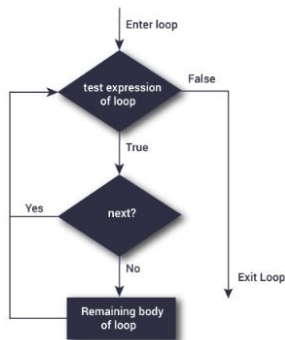 Enter loop
test expression
of loop
False
True
Yes
next?
No
Exit Loop
Remaining body
of loop